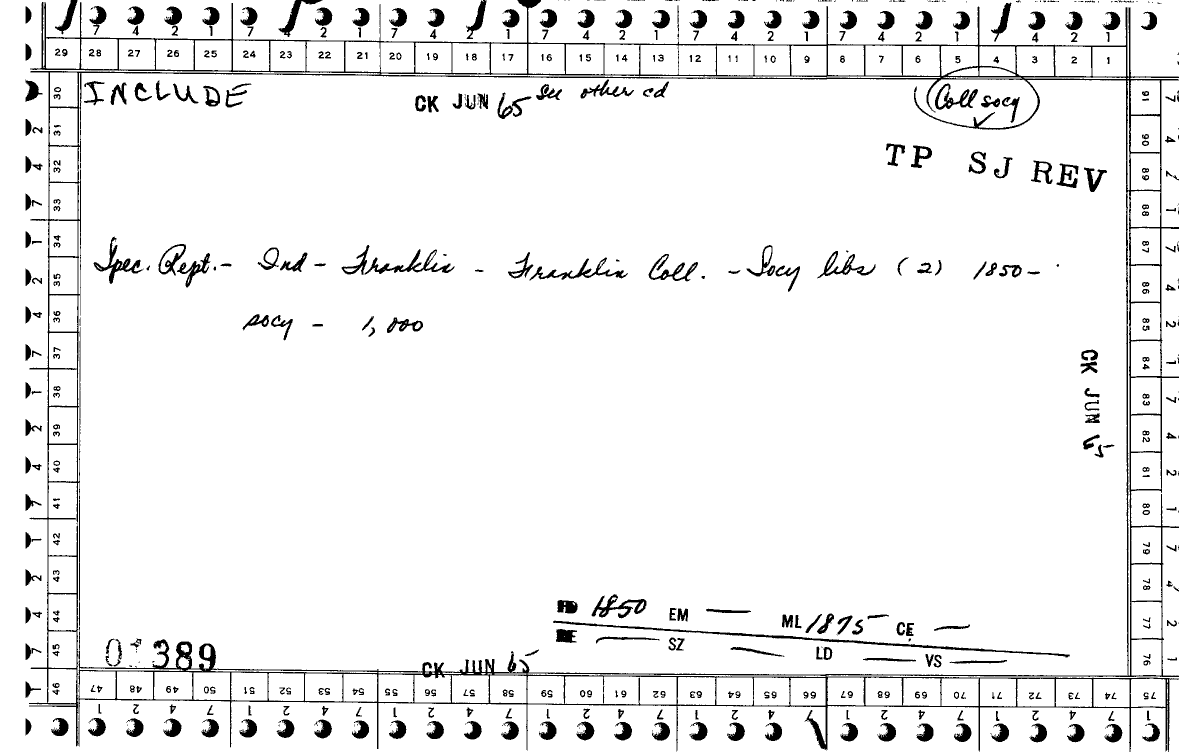 7 4 2 1 7 4 2 1 7 4 2 1 7 4 2 1 7 4 2 1 7 4 2 1 7 4 2 1
29 28 27 26 25 24 23 22 21 20 19 18 17 16 15 14 13 12 11 10 9 8 7 6 5 4 3 2 1
INCLUDE CK JUN 65 See other cd Coll socy
TP SJ REV
Spec. Rept. - Ind - Franklin - Franklin Coll. - Socy libs (2) 1850 -
socy - 1,000
CK JUN 65
FD 1850 EM — ML 1875 CE —
DE — SZ — LD — VS —
01389 CK JUN 65
30 31 32 33 34 35 36 37 38 39 40 41 42 43 44 45 46
91 90 89 88 87 86 85 84 83 82 81 80 79 78 77 76
47 48 49 50 51 52 53 54 55 56 57 58 59 60 61 62 63 64 65 66 67 68 69 70 71 72 73 74 75
1 2 4 7 1 2 4 7 1 2 4 7 1 2 4 7 1 2 4 7 1 2 4 7 1 2 4 7 1